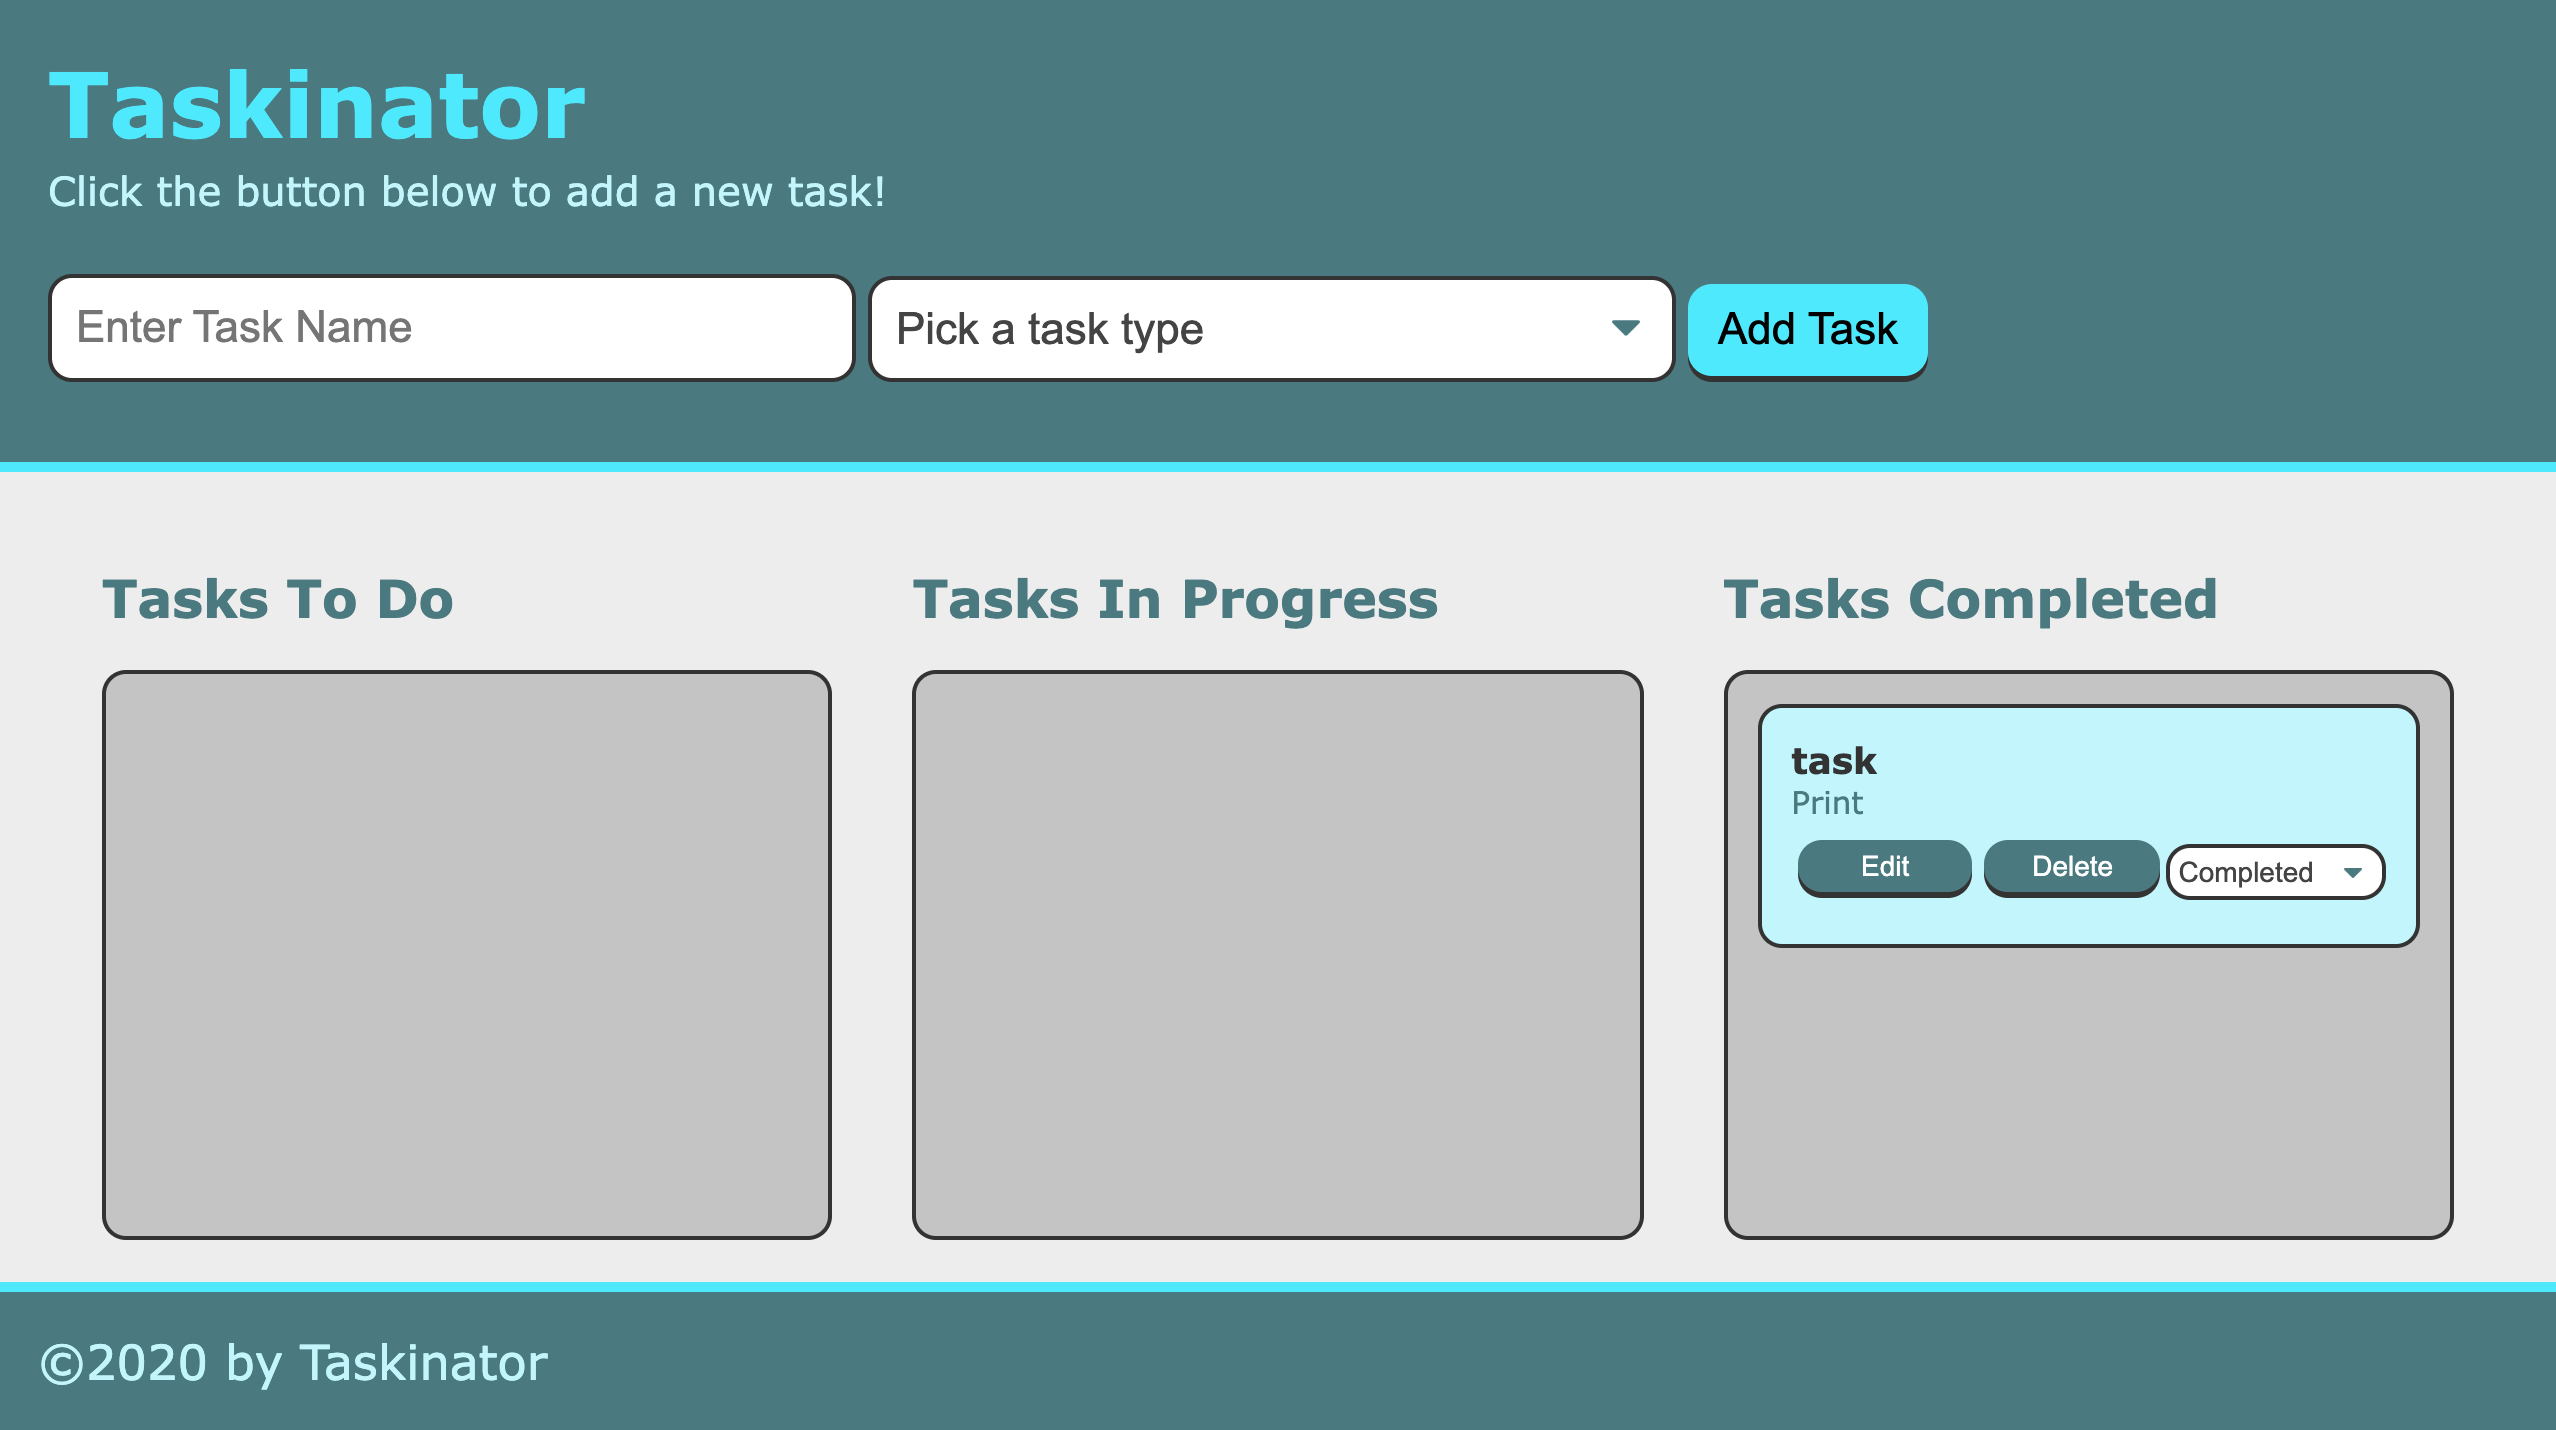 Taskinator
Click the button below to add a new task!
Enter Task Name
Pick a task type
Add Task
Tasks To Do
Tasks In Progress
Tasks Completed
task
Print
Edit
Delete
Completed
©2020 by Taskinator